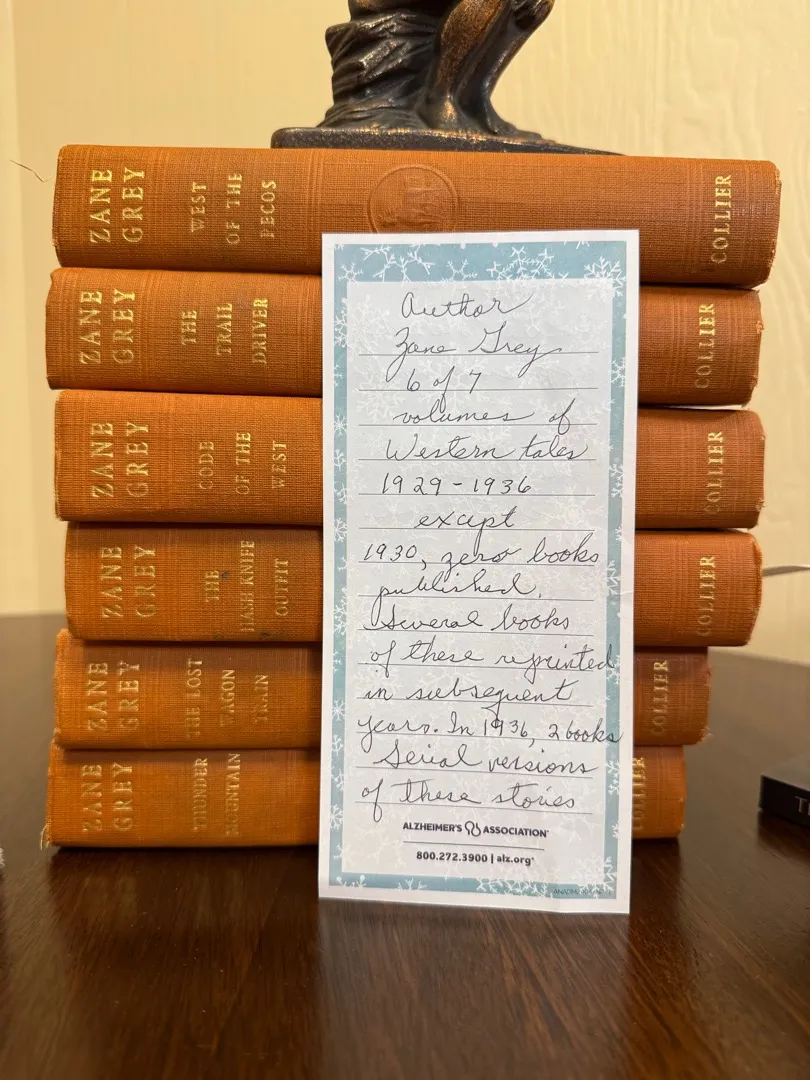 ZANE GREY
WEST OF THE PECOS
COLLIER
ZANE GREY
THE TRAIL DRIVER
COLLIER
ZANE GREY
CODE OF THE WEST
COLLIER
ZANE GREY
THE HASH KNIFE OUTFIT
COLLIER
ZANE GREY
THE LOST WAGON TRAIN
COLLIER
ZANE GREY
THUNDER MOUNTAIN
COLLIER
Author
Zane Grey
6 of 7
volumes of
Western tales
1929-1936
except
1930, zero books
published.
Several books
of these reprinted
in subsequent
years. In 1936, 2 books
Serial versions
of these stories
ALZHEIMER'S ASSOCIATION
800.272.3900 | alz.org